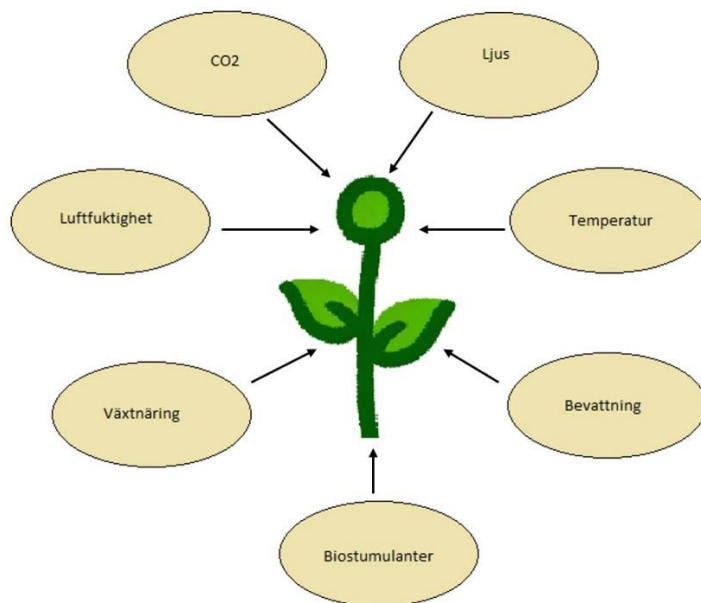 CO2
Ljus
Luftfuktighet
Temperatur
Växtnäring
Bevattning
Biostumulanter